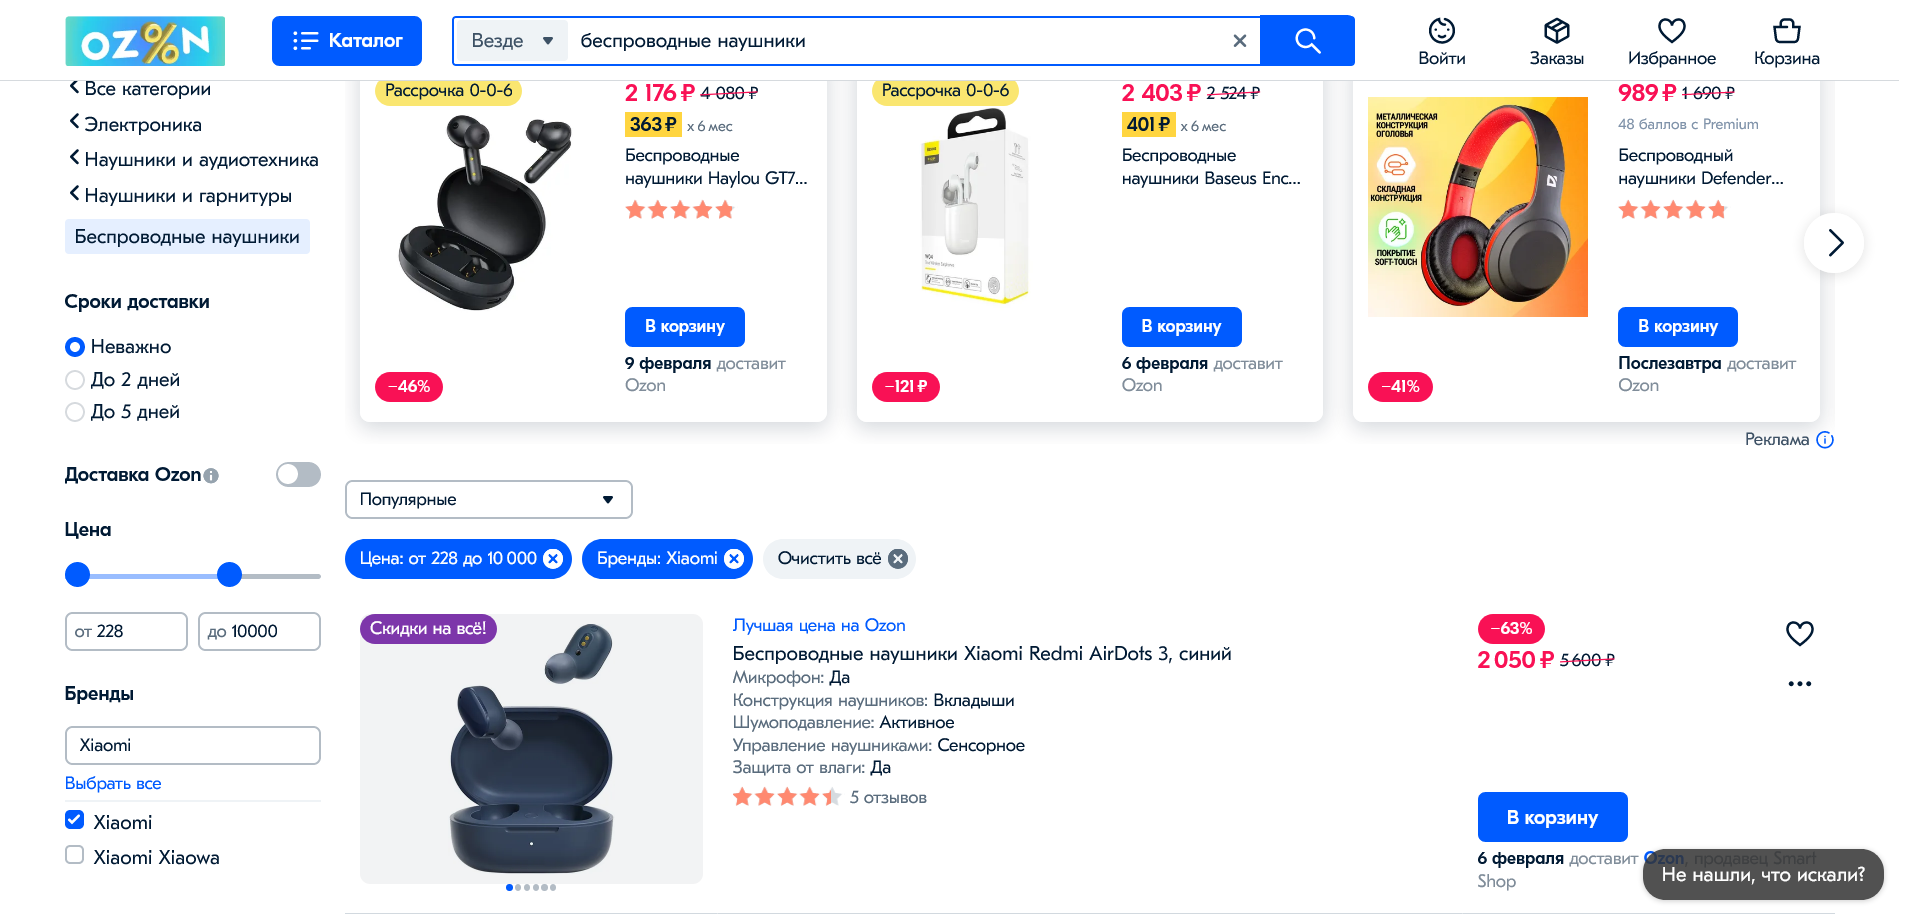 OZ%N
Каталог
Везде
беспроводные наушники
Войти
Заказы
Избранное
Корзина
Все категории
Электроника
Наушники и аудиотехника
Наушники и гарнитуры
Беспроводные наушники
Сроки доставки
Неважно
До 2 дней
До 5 дней
Доставка Ozon
Цена
от 228
до 10000
Бренды
Xiaomi
Выбрать все
Xiaomi
Xiaomi Xiaowa
Рассрочка 0-0-6
2 176 ₽ 4 080 ₽
363 ₽ x 6 мес
Беспроводные
наушники Haylou GT7...
В корзину
9 февраля доставит
Ozon
−46%
Рассрочка 0-0-6
2 403 ₽ 2 524 ₽
401 ₽ x 6 мес
Беспроводные
наушники Baseus Enc...
В корзину
6 февраля доставит
Ozon
−121 ₽
МЕТАЛЛИЧЕСКАЯ
КОНСТРУКЦИЯ
ОГОЛОВЬЯ
СКЛАДНАЯ
КОНСТРУКЦИЯ
ПОКРЫТИЕ
SOFT-TOUCH
989 ₽ 1 690 ₽
48 баллов с Premium
Беспроводный
наушники Defender...
В корзину
Послезавтра доставит
Ozon
−41%
Реклама
Популярные
Цена: от 228 до 10 000
Бренды: Xiaomi
Очистить всё
Скидки на всё!
Лучшая цена на Ozon
Беспроводные наушники Xiaomi Redmi AirDots 3, синий
Микрофон: Да
Конструкция наушников: Вкладыши
Шумоподавление: Активное
Управление наушниками: Сенсорное
Защита от влаги: Да
5 отзывов
−63%
2 050 ₽ 5 600 ₽
В корзину
6 февраля доставит Ozon, продавец Smart
Shop
Не нашли, что искали?